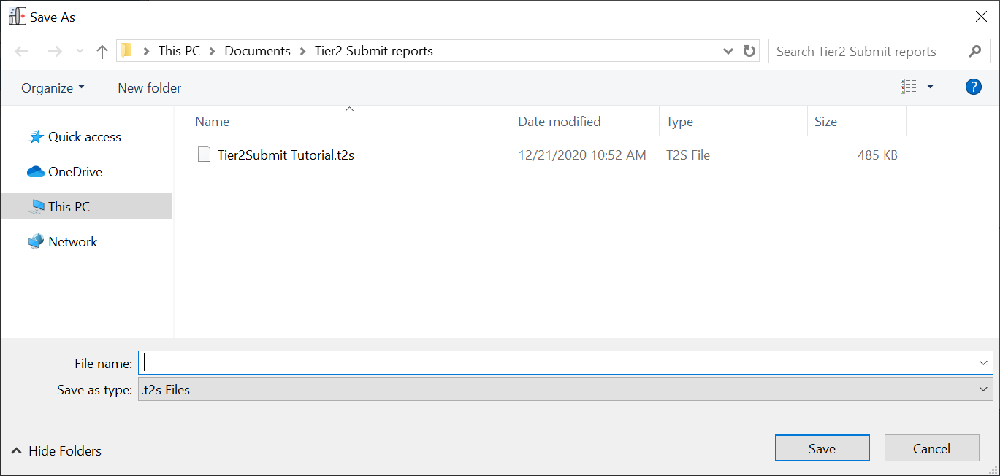 Save As
This PC Documents Tier2 Submit reports Search Tier2 Submit reports
Organize New folder ?
Name Date modified Type Size
Quick access
Tier2Submit Tutorial.t2s 12/21/2020 10:52 AM T2S File 485 KB
OneDrive
This PC
Network
File name:
Save as type: .t2s Files
Hide Folders Save Cancel